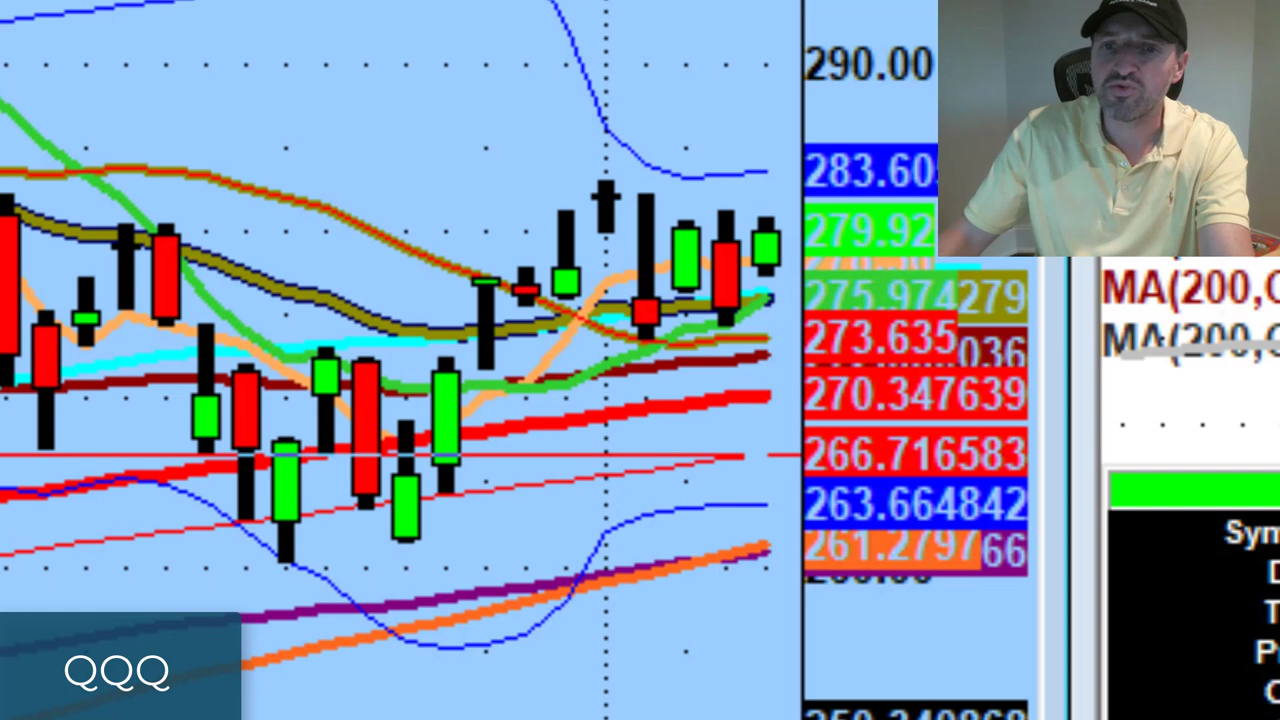 290.00
283.60
279.92
275.974 279
273.635
036
270.347639
266.716583
263.664842
261.2797 66
MA(200,
MA(200,
Sym
QQQ